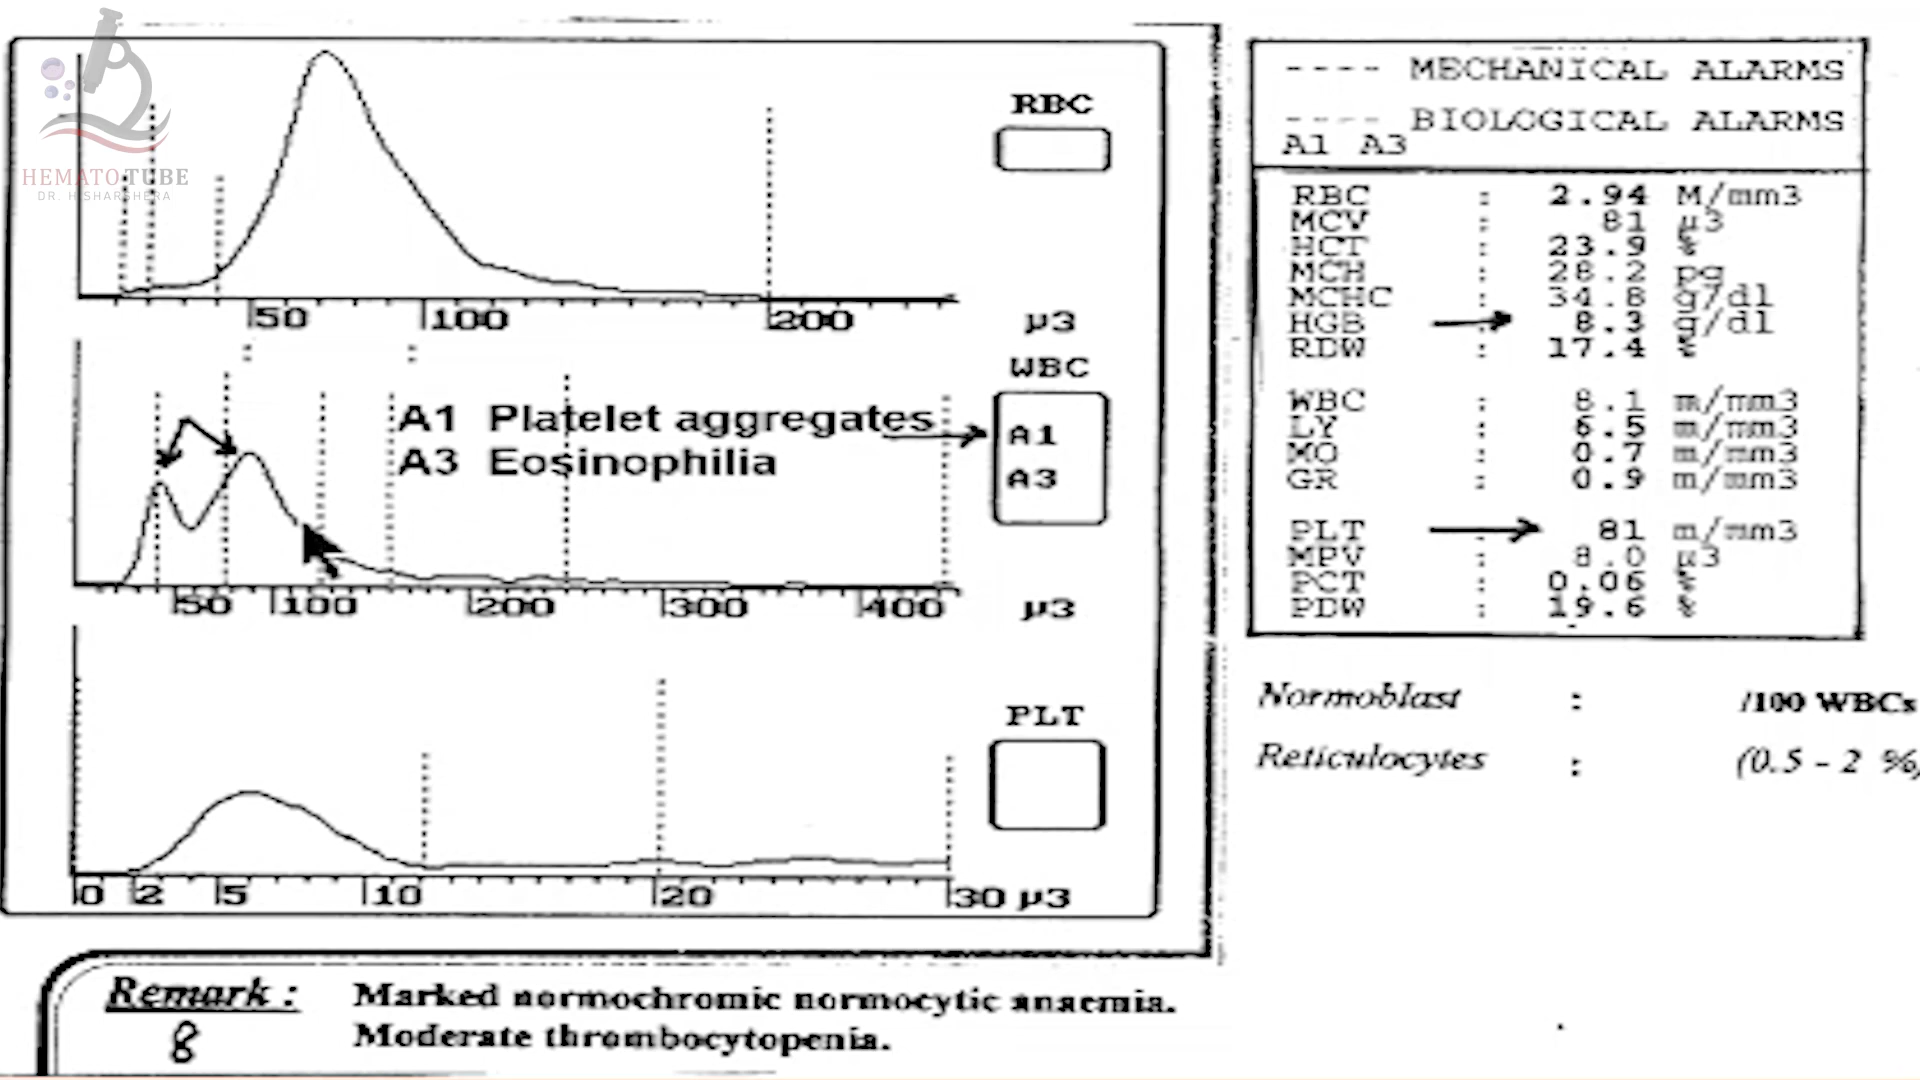 HEMATO TUBE
DR. H SHARSHERA
RBC
50 100 200 µ3
WBC
A1 Platelet aggregates
A3 Eosinophilia
A1
A3
50 100 200 300 400 µ3
PLT
0 2 5 10 20 30 µ3
---- MECHANICAL ALARMS
---- BIOLOGICAL ALARMS
A1 A3
RBC : 2.94 M/mm3
MCV : 81 µ3
HCT : 23.9 %
MCH : 28.2 pg
MCHC : 34.8 g/dl
HGB 8.3 g/dl
RDW : 17.4 %
WBC : 8.1 m/mm3
LY : 6.5 m/mm3
MO : 0.7 m/mm3
GR : 0.9 m/mm3
PLT 81 m/mm3
MPV : 8.0 µ3
PCT : 0.06 %
PDW : 19.6 %
Normoblast : /100 WBCs
Reticulocytes : (0.5 - 2 %)
Remark : Marked normochromic normocytic anaemia.
8 Moderate thrombocytopenia.